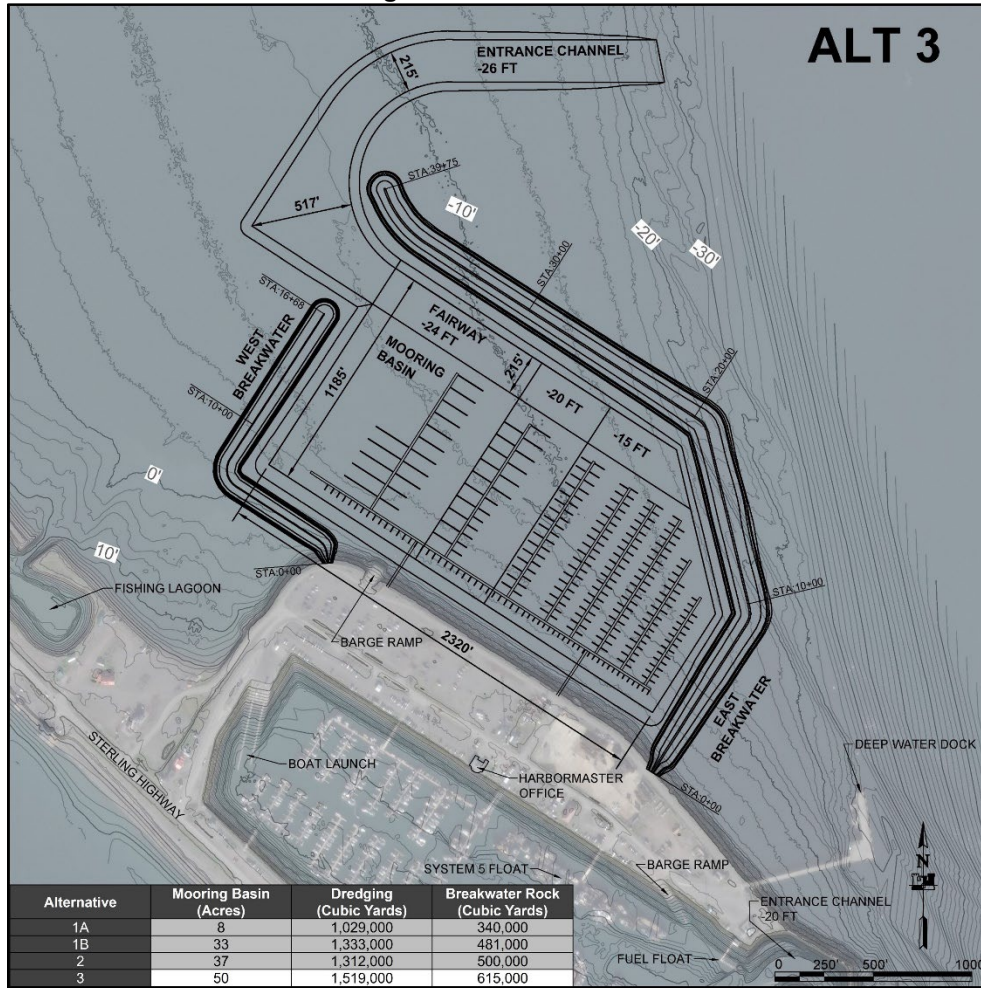 ALT 3
ENTRANCE CHANNEL
-26 FT
215'
STA:39+75
517'
-10'
-20'
-30'
STA:30+00
STA:16+68
WEST
BREAKWATER
FAIRWAY
-24 FT
MOORING
BASIN
215'
STA:20+00
1185'
-20 FT
-15 FT
STA:10+00
0'
10'
STA:0+00
STA:10+00
FISHING LAGOON
BARGE RAMP
2320'
EAST
BREAKWATER
STERLING HIGHWAY
BOAT LAUNCH
HARBORMASTER
OFFICE
DEEP WATER DOCK
STA:0+00
SYSTEM 5 FLOAT
BARGE RAMP
N
ENTRANCE CHANNEL
-20 FT
FUEL FLOAT
0 250' 500' 1000
Alternative Mooring Basin (Acres) Dredging (Cubic Yards) Breakwater Rock (Cubic Yards)
1A 8 1,029,000 340,000
1B 33 1,333,000 481,000
2 37 1,312,000 500,000
3 50 1,519,000 615,000